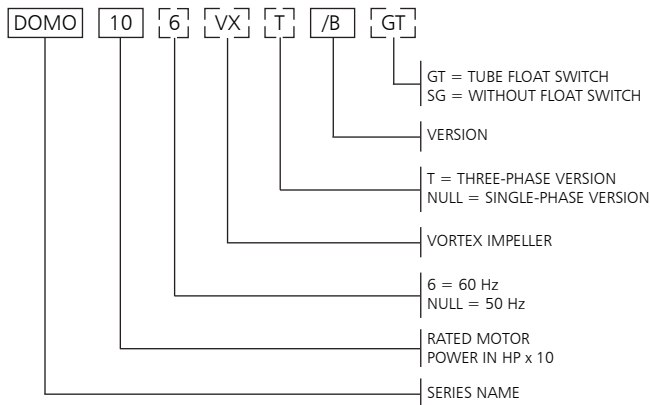 DOMO 10 6 VX T /B GT
GT = TUBE FLOAT SWITCH
SG = WITHOUT FLOAT SWITCH
VERSION
T = THREE-PHASE VERSION
NULL = SINGLE-PHASE VERSION
VORTEX IMPELLER
6 = 60 Hz
NULL = 50 Hz
RATED MOTOR
POWER IN HP x 10
SERIES NAME